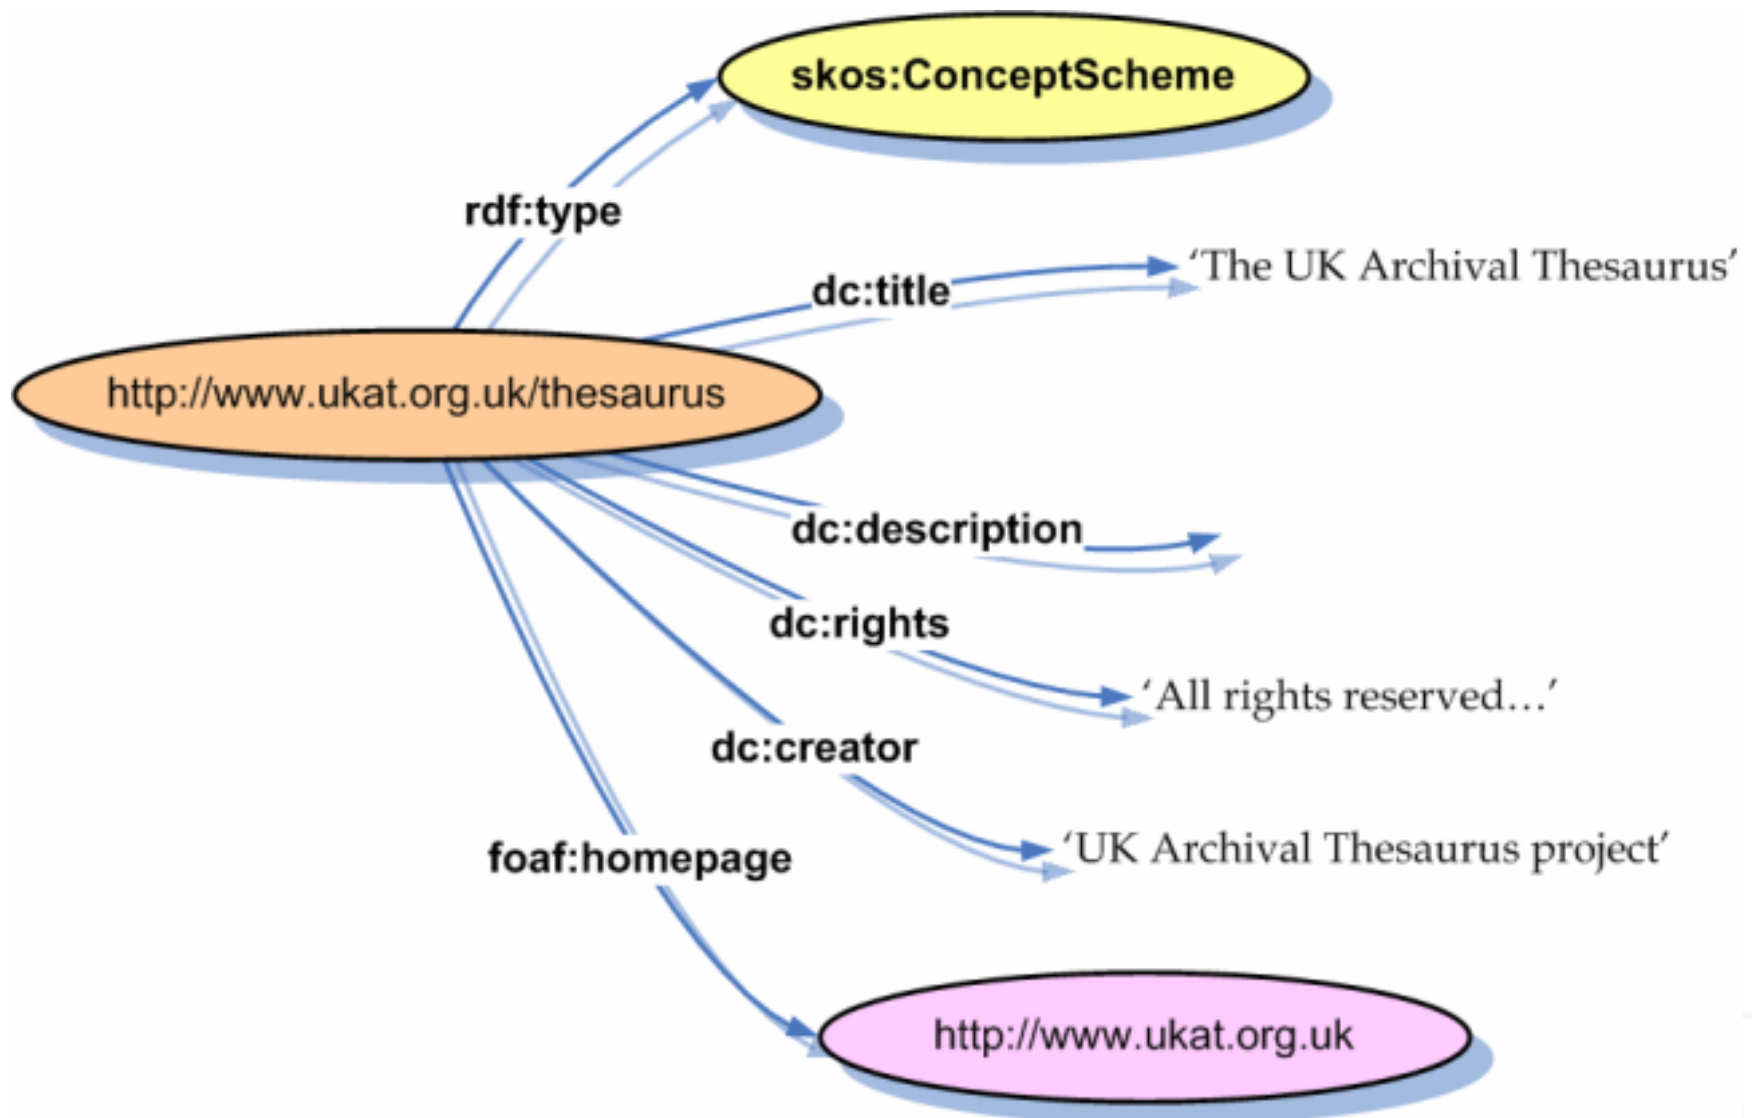 skos:ConceptScheme
rdf:type
dc:title
‘The UK Archival Thesaurus’
http://www.ukat.org.uk/thesaurus
dc:description
dc:rights
‘All rights reserved…’
dc:creator
‘UK Archival Thesaurus project’
foaf:homepage
http://www.ukat.org.uk